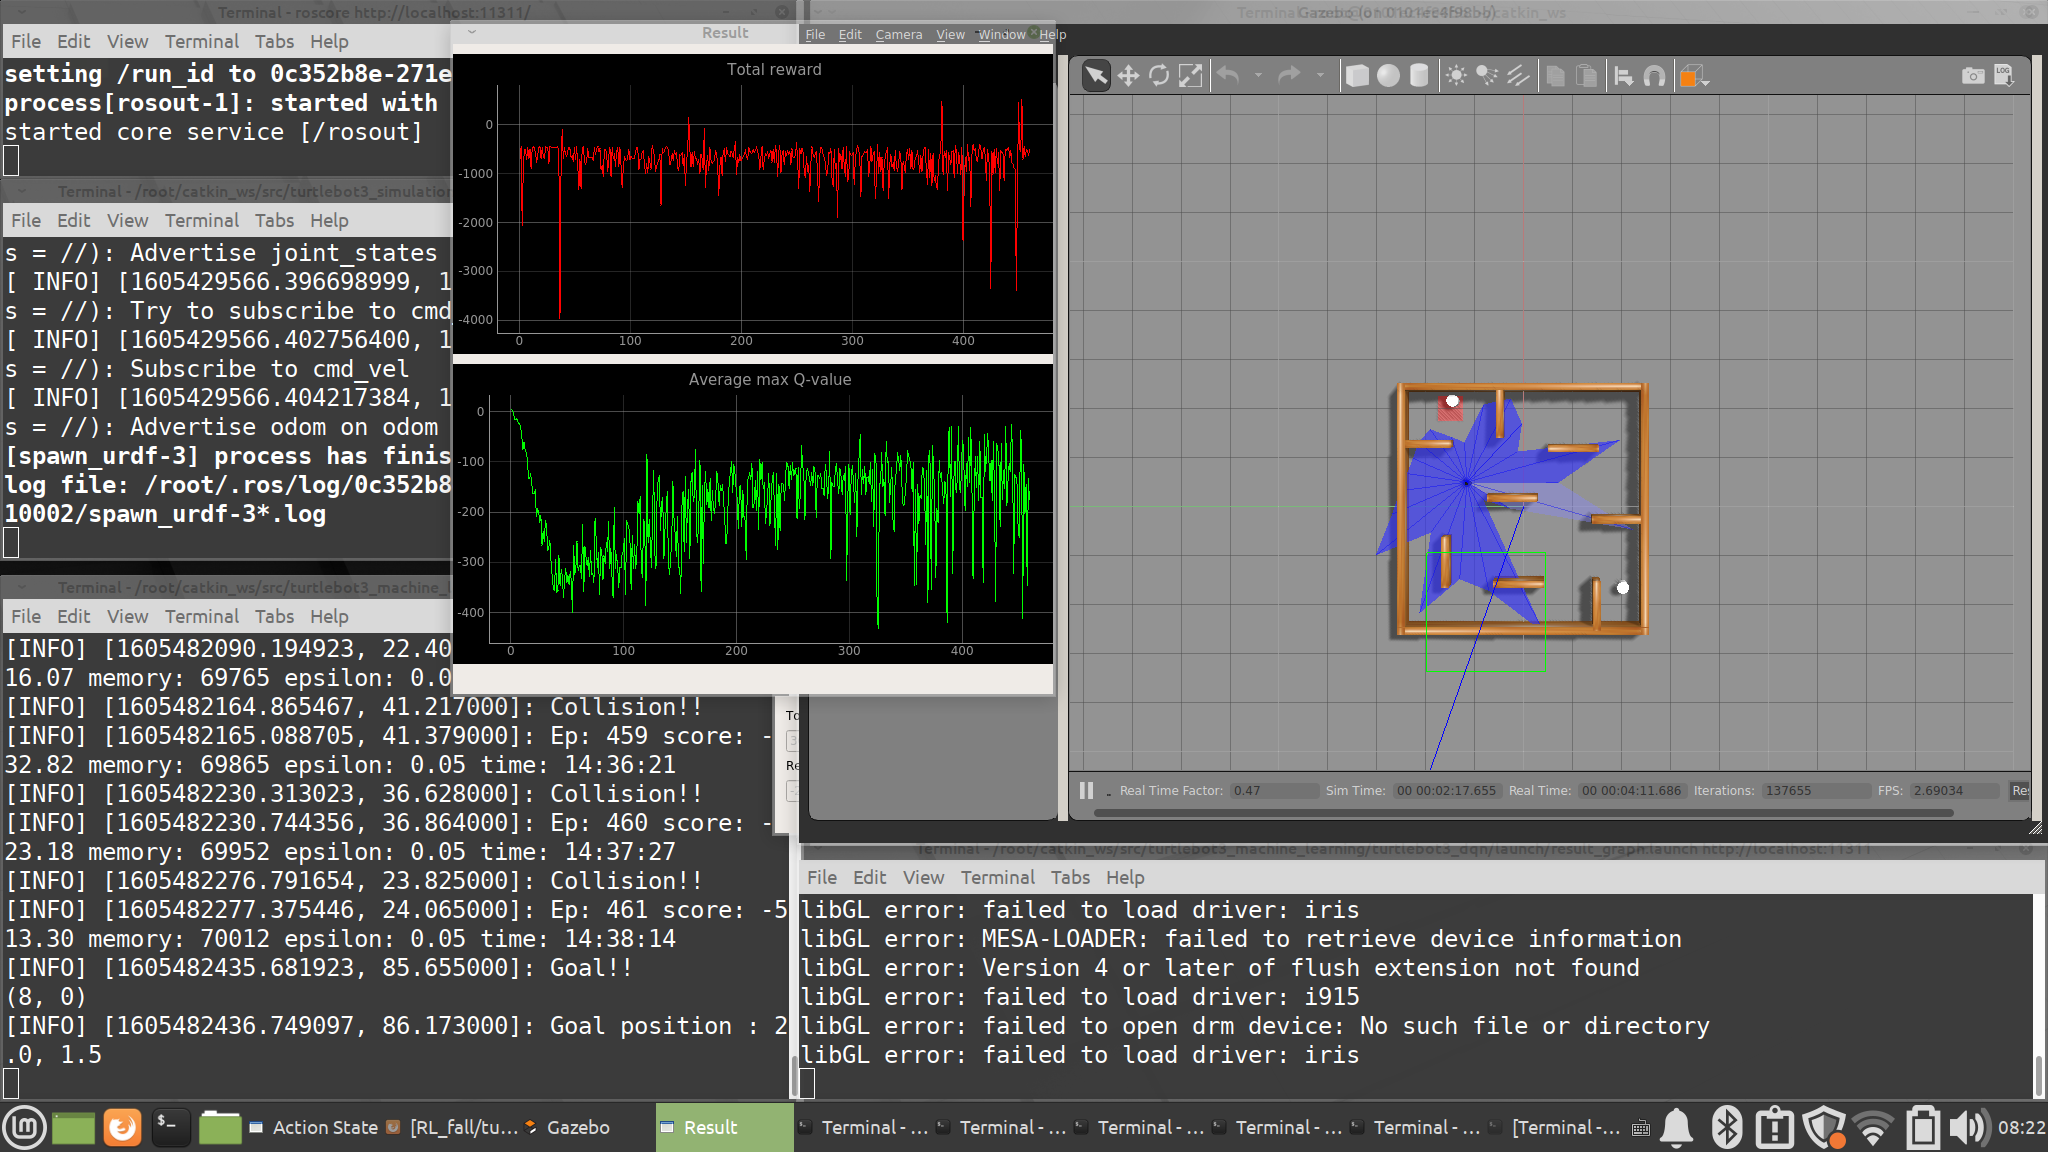 Terminal - roscore http://localhost:11311/
File Edit View Terminal Tabs Help
setting /run_id to 0c352b8e-271e
process[rosout-1]: started with
started core service [/rosout]
Terminal - /root/catkin_ws/src/turtlebot3_simulation
File Edit View Terminal Tabs Help
s = //): Advertise joint_states
[ INFO] [1605429566.396698999, 1
s = //): Try to subscribe to cmd_
[ INFO] [1605429566.402756400, 1
s = //): Subscribe to cmd_vel
[ INFO] [1605429566.404217384, 1
s = //): Advertise odom on odom
[spawn_urdf-3] process has finis
log file: /root/.ros/log/0c352b8
10002/spawn_urdf-3*.log
Terminal - /root/catkin_ws/src/turtlebot3_machine_l
File Edit View Terminal Tabs Help
[INFO] [1605482090.194923, 22.40
16.07 memory: 69765 epsilon: 0.0
[INFO] [1605482164.865467, 41.217000]: Collision!!
[INFO] [1605482165.088705, 41.379000]: Ep: 459 score: -
32.82 memory: 69865 epsilon: 0.05 time: 14:36:21
[INFO] [1605482230.313023, 36.628000]: Collision!!
[INFO] [1605482230.744356, 36.864000]: Ep: 460 score: -
23.18 memory: 69952 epsilon: 0.05 time: 14:37:27
[INFO] [1605482276.791654, 23.825000]: Collision!!
[INFO] [1605482277.375446, 24.065000]: Ep: 461 score: -5
13.30 memory: 70012 epsilon: 0.05 time: 14:38:14
[INFO] [1605482435.681923, 85.655000]: Goal!!
(8, 0)
[INFO] [1605482436.749097, 86.173000]: Goal position : 2
.0, 1.5
Result
Total reward
0
-1000
-2000
-3000
-4000
0 100 200 300 400
Average max Q-value
0
-100
-200
-300
-400
0 100 200 300 400
To
3
Re
File Edit Camera View Window Help
LOG
Real Time Factor: 0.47 Sim Time: 00 00:02:17.655 Real Time: 00 00:04:11.686 Iterations: 137655 FPS: 2.69034 Res
Terminal - /root/catkin_ws/src/turtlebot3_machine_learning/turtlebot3_dqn/launch/result_graph.launch http://localhost:11311
File Edit View Terminal Tabs Help
libGL error: failed to load driver: iris
libGL error: MESA-LOADER: failed to retrieve device information
libGL error: Version 4 or later of flush extension not found
libGL error: failed to load driver: i915
libGL error: failed to open drm device: No such file or directory
libGL error: failed to load driver: iris
Action State [RL_fall/tu... Gazebo Result Terminal - ... Terminal - ... Terminal - ... Terminal - ... Terminal - ... [Terminal -... 08:22